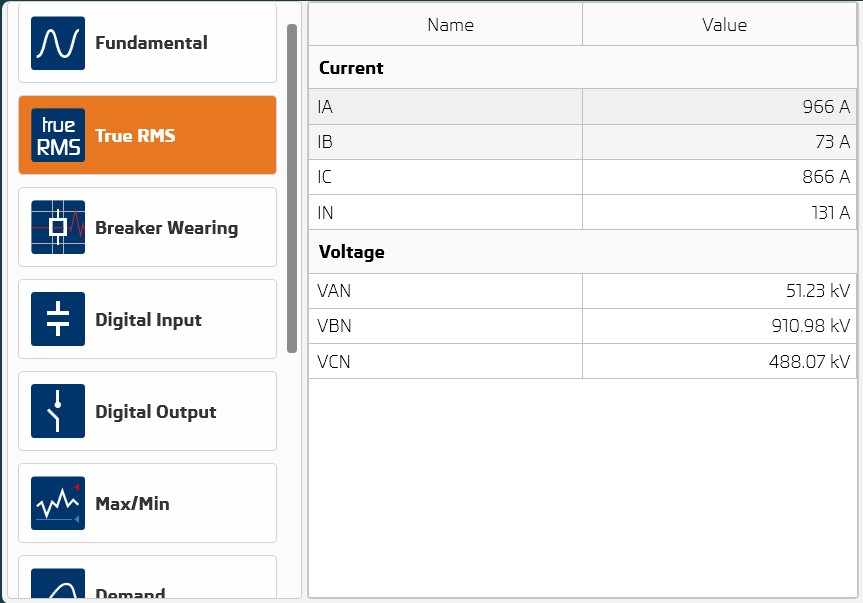 Fundamental
true
RMS
True RMS
Breaker Wearing
Digital Input
Digital Output
Max/Min
Demand
Name Value
Current
IA 966 A
IB 73 A
IC 866 A
IN 131 A
Voltage
VAN 51.23 kV
VBN 910.98 kV
VCN 488.07 kV